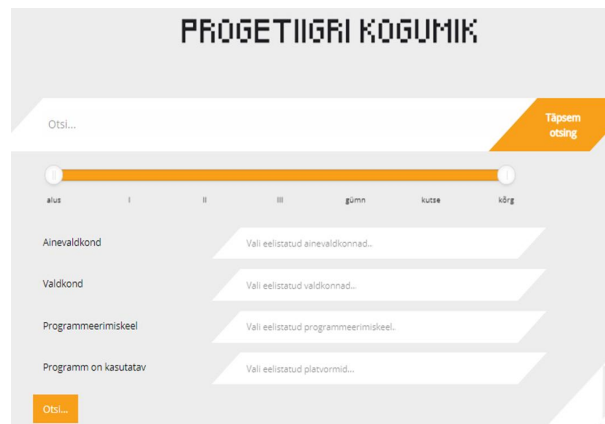 PROGETIIGRI KOGUMIK
Otsi...
Täpsem
otsing
alus I II III gümn kutse kõrg
Ainevaldkond Vali eelistatud ainevaldkonnad..
Valdkond Vali eelistatud valdkonnad...
Programmeerimiskeel Vali eelistatud programmeerimiskeel.
Programm on kasutatav Vali eelistatud platvormid...
Otsi...